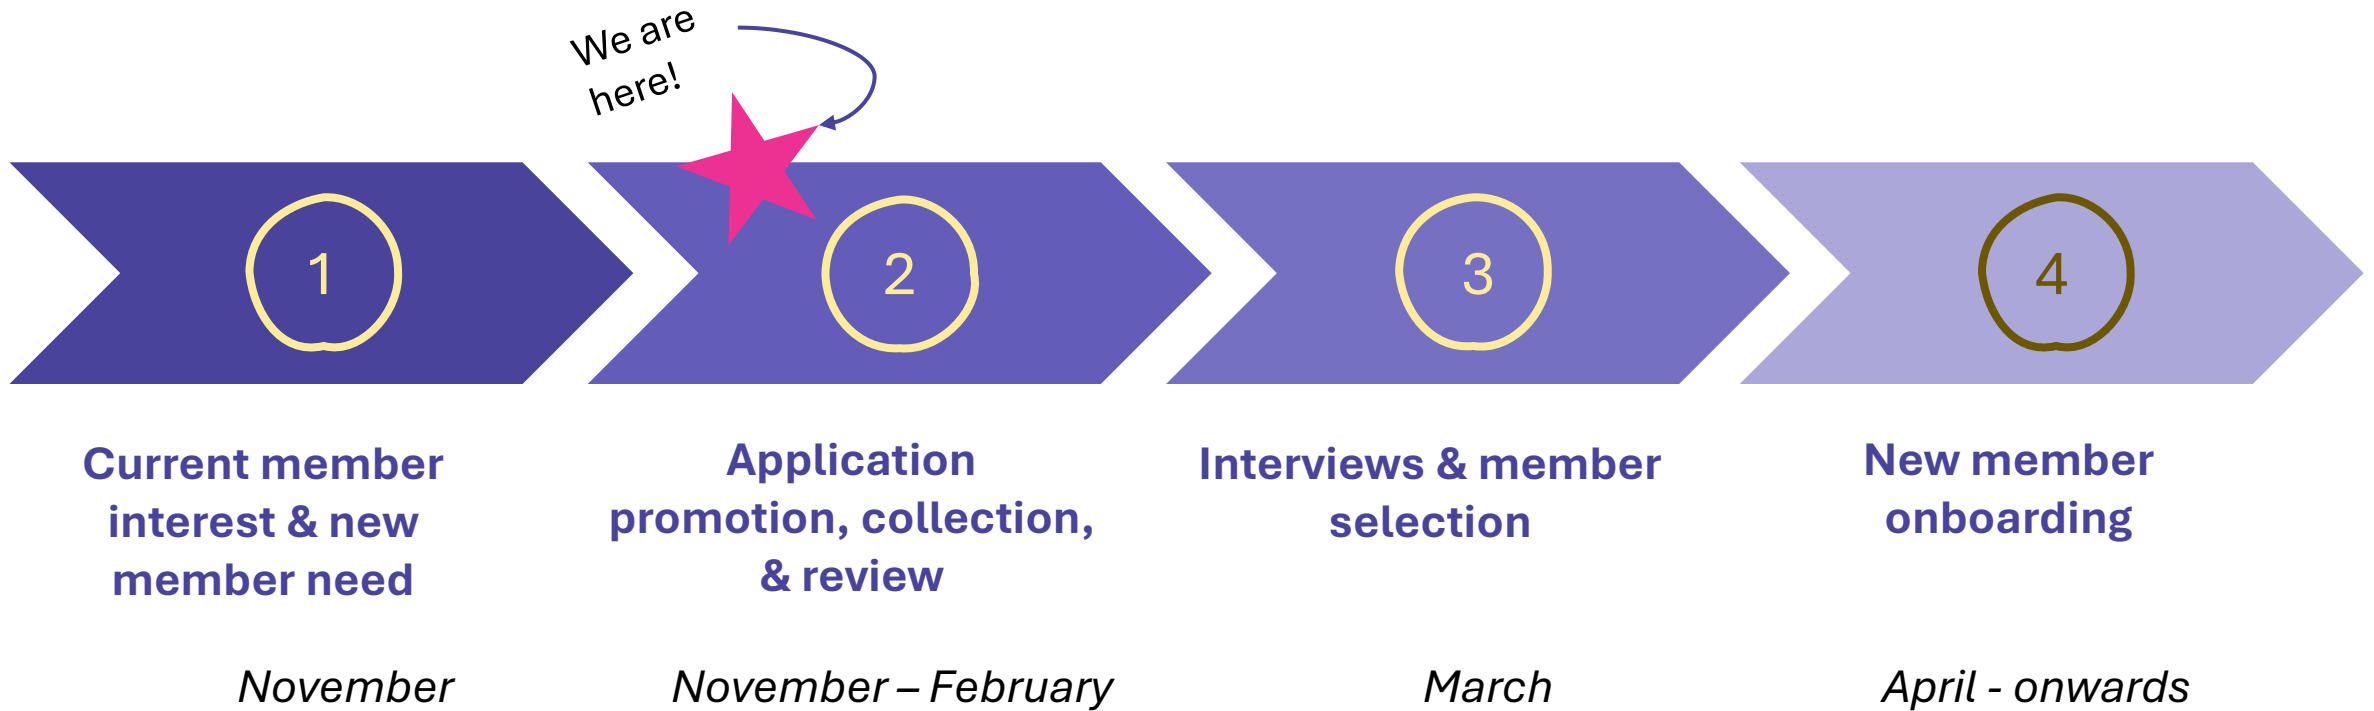 We are
here!
1
2
3
4
Current member
interest & new
member need
Application
promotion, collection,
& review
Interviews & member
selection
New member
onboarding
November
November – February
March
April - onwards